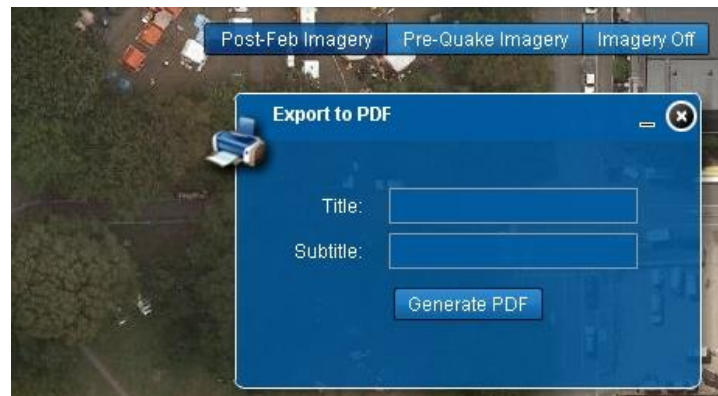 Post-Feb Imagery Pre-Quake Imagery Imagery Off
Export to PDF
Title:
Subtitle:
Generate PDF